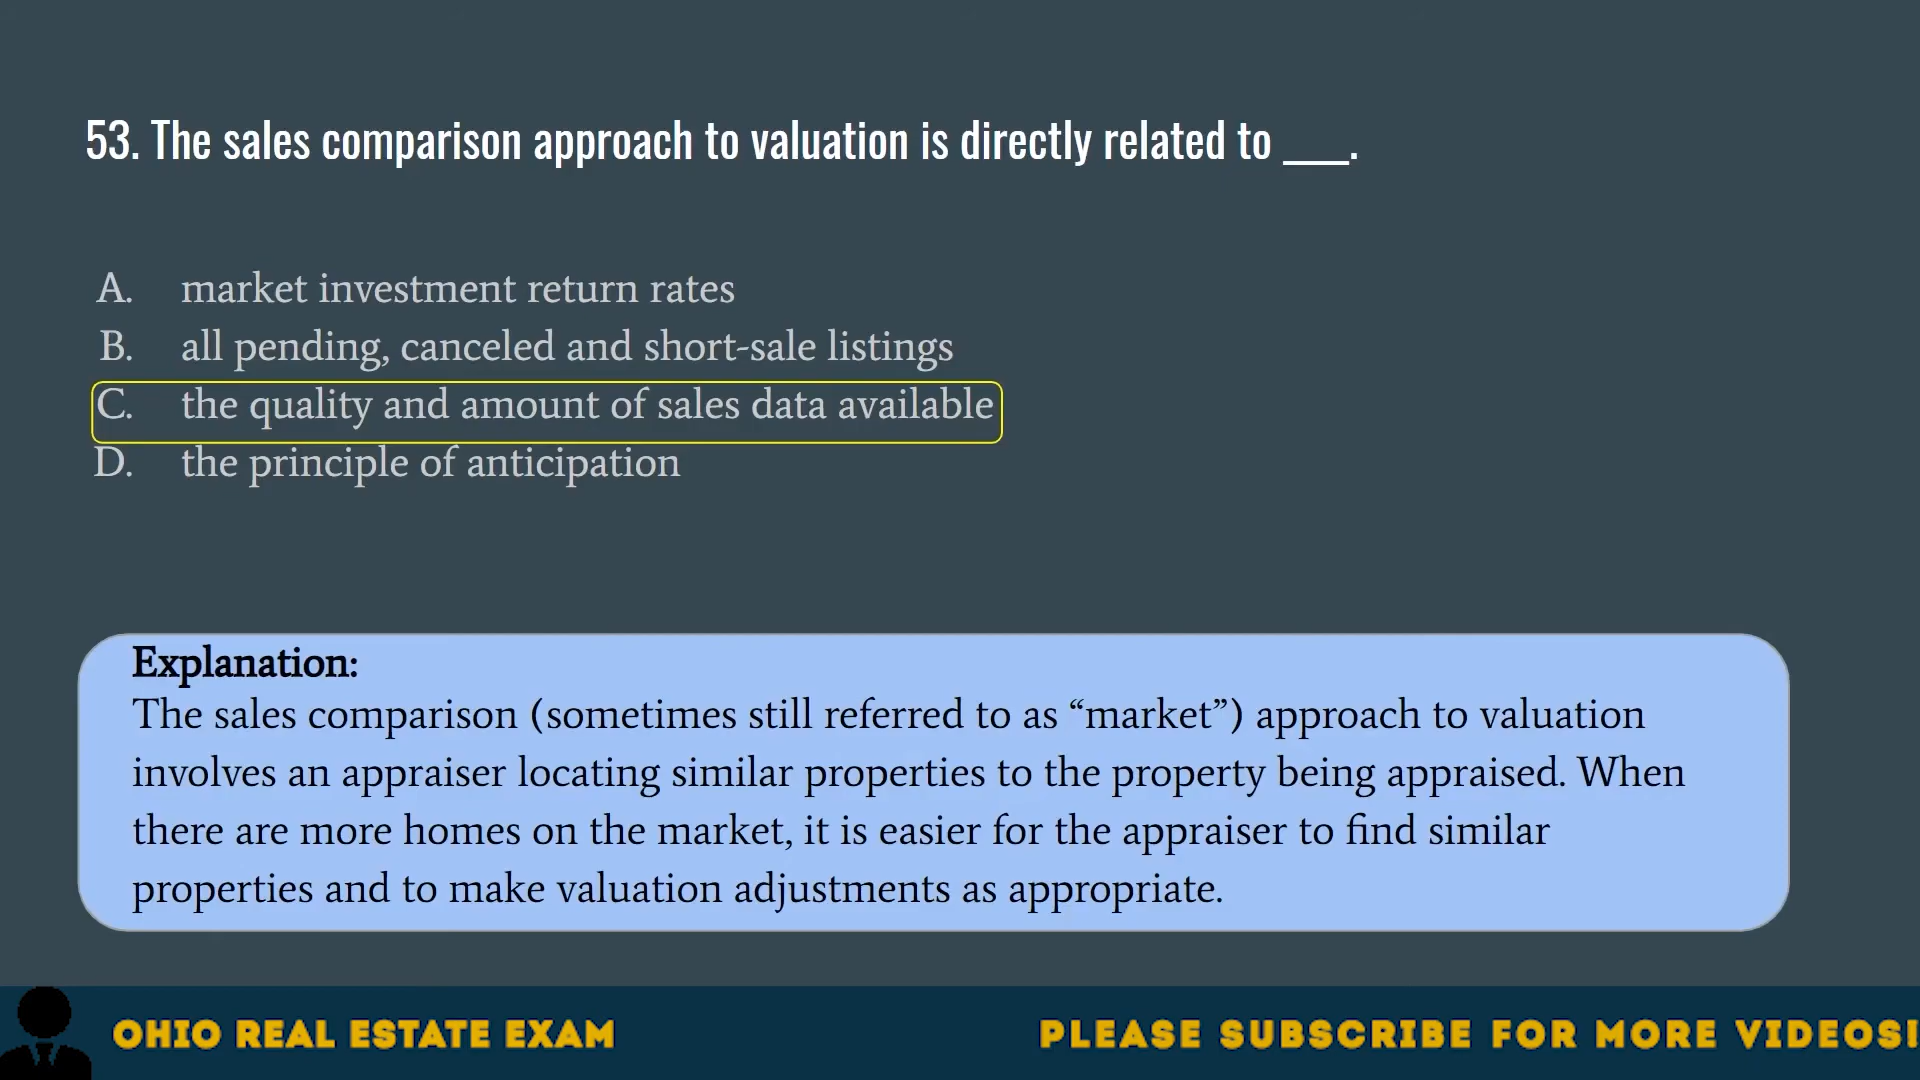 53. The sales comparison approach to valuation is directly related to ____.
A. market investment return rates
B. all pending, canceled and short-sale listings
C. the quality and amount of sales data available
D. the principle of anticipation
Explanation:
The sales comparison (sometimes still referred to as “market”) approach to valuation
involves an appraiser locating similar properties to the property being appraised. When
there are more homes on the market, it is easier for the appraiser to find similar
properties and to make valuation adjustments as appropriate.
OHIO REAL ESTATE EXAM
PLEASE SUBSCRIBE FOR MORE VIDEOS!